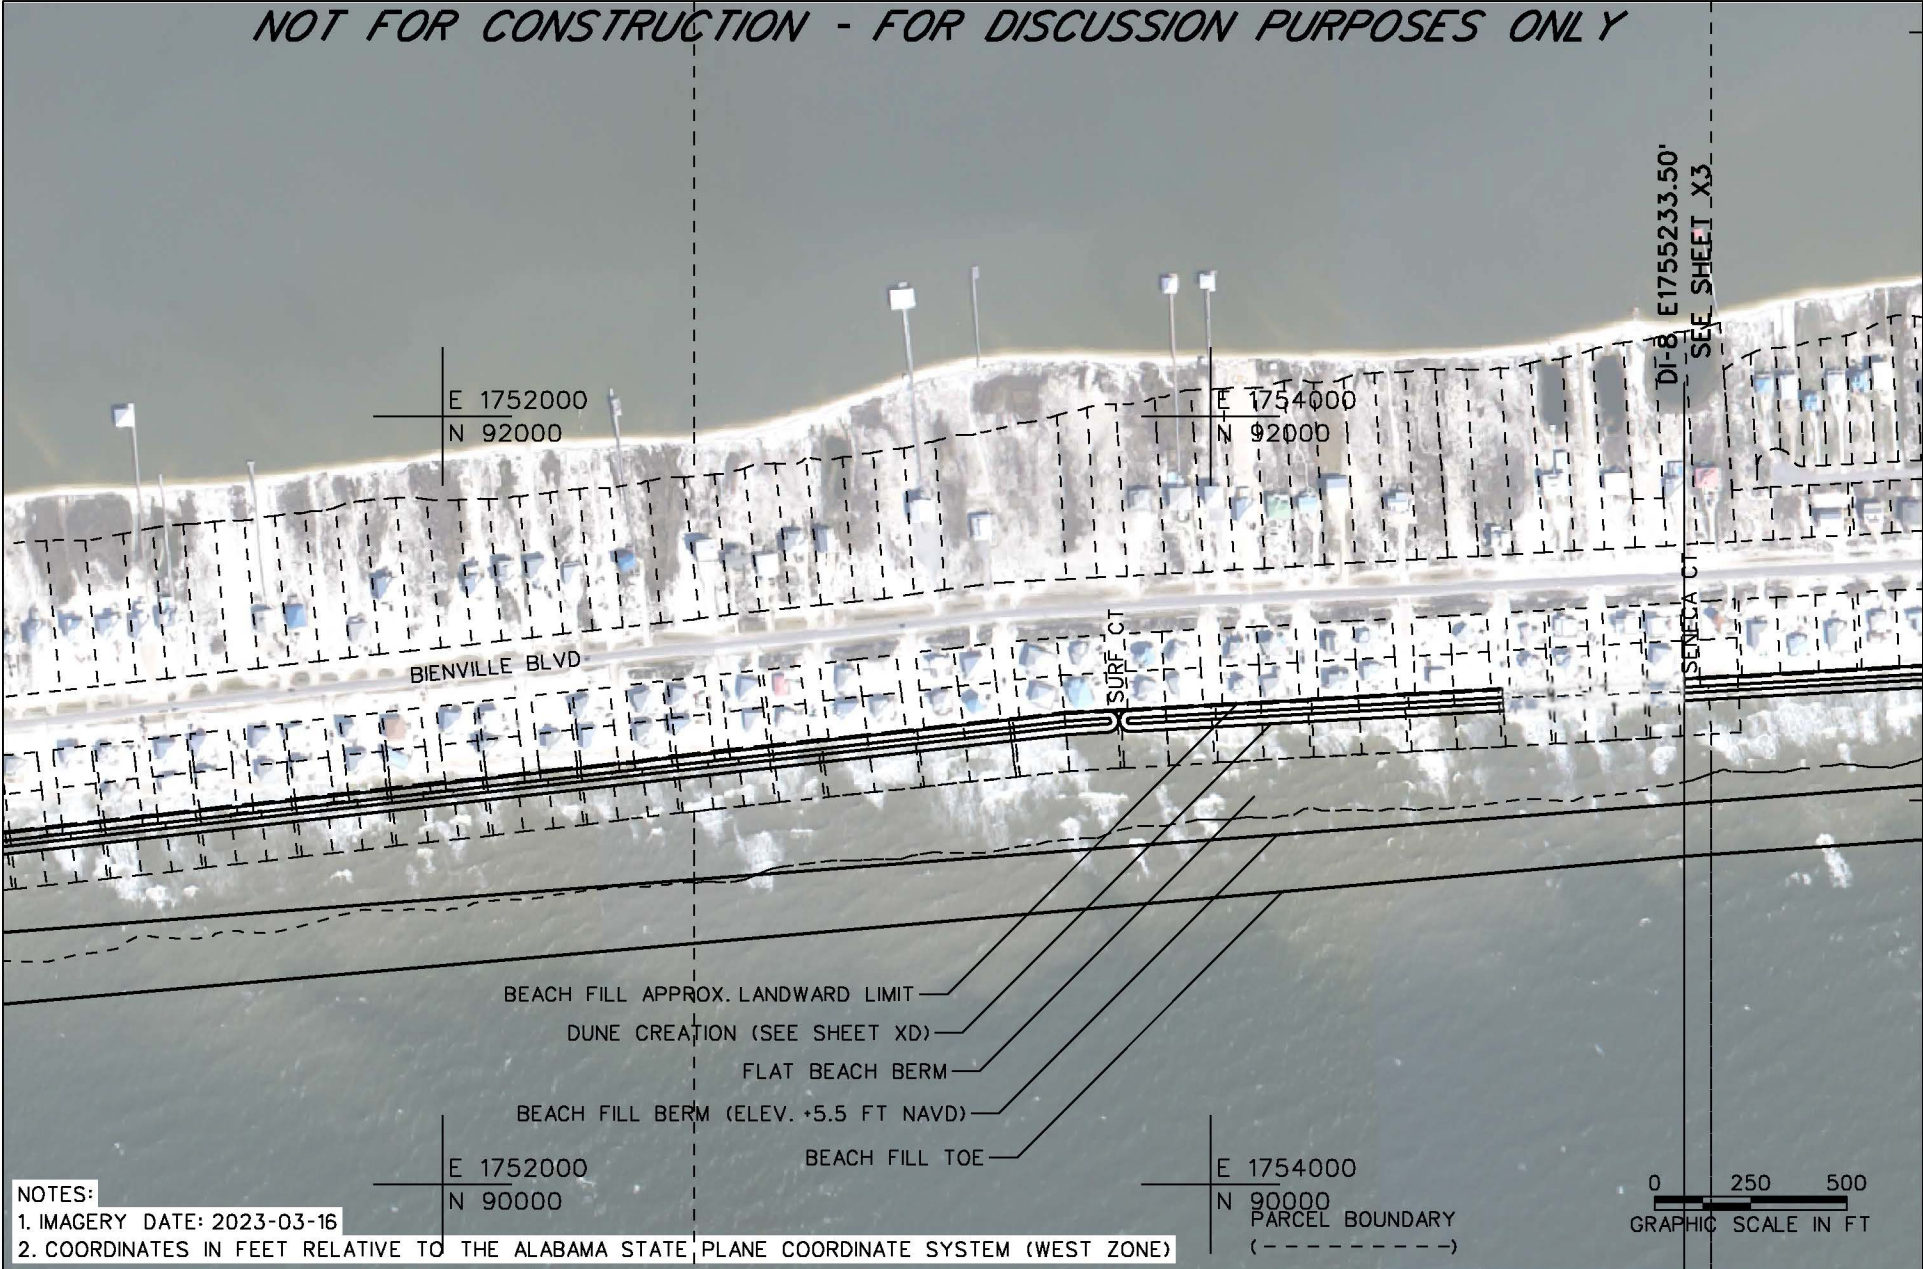 NOT FOR CONSTRUCTION - FOR DISCUSSION PURPOSES ONLY
DI-8 E1755233.50'
SEE SHEET X3
E 1752000
N 92000
E 1754000
N 92000
SENECA CT
SURF CT
BIENVILLE BLVD
BEACH FILL APPROX. LANDWARD LIMIT
DUNE CREATION (SEE SHEET XD)
FLAT BEACH BERM
BEACH FILL BERM (ELEV. +5.5 FT NAVD)
BEACH FILL TOE
E 1752000
N 90000
E 1754000
N 90000
PARCEL BOUNDARY
(---------)
0 250 500
GRAPHIC SCALE IN FT
NOTES:
1. IMAGERY DATE: 2023-03-16
2. COORDINATES IN FEET RELATIVE TO THE ALABAMA STATE PLANE COORDINATE SYSTEM (WEST ZONE)